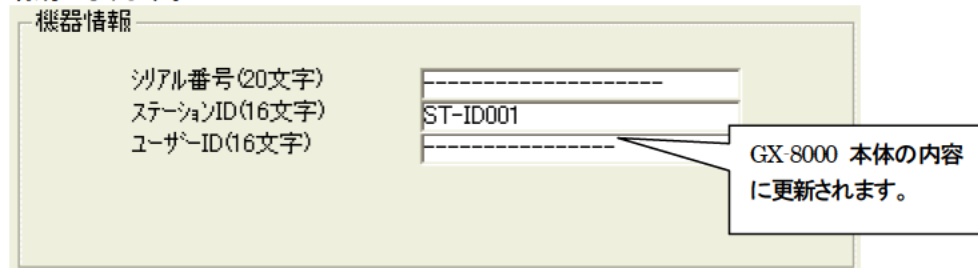 機器情報
シリアル番号(20文字)
--------------------
ステーションID(16文字)
ST-ID001
ユーザーID(16文字)
----------------
GX-8000 本体の内容
に更新されます。